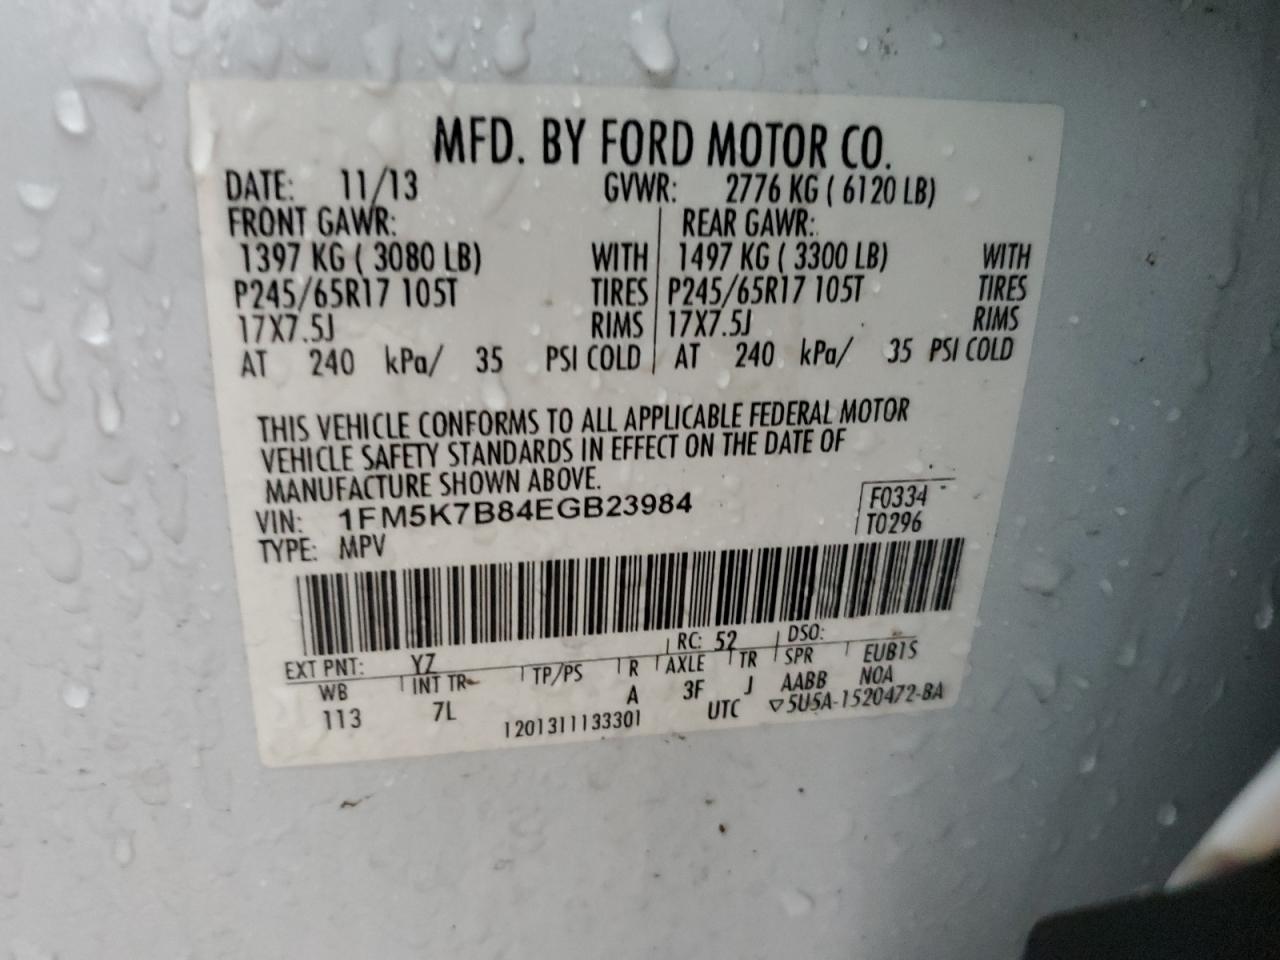 MFD. BY FORD MOTOR CO.
DATE: 11/13 GVWR: 2776 KG ( 6120 LB)
FRONT GAWR: REAR GAWR:
1397 KG ( 3080 LB) WITH 1497 KG ( 3300 LB) WITH
P245/65R17 105T TIRES P245/65R17 105T TIRES
17X7.5J RIMS 17X7.5J RIMS
AT 240 kPa/ 35 PSI COLD AT 240 kPa/ 35 PSI COLD
THIS VEHICLE CONFORMS TO ALL APPLICABLE FEDERAL MOTOR
VEHICLE SAFETY STANDARDS IN EFFECT ON THE DATE OF
MANUFACTURE SHOWN ABOVE.
VIN: 1FM5K7B84EGB23984 F0334
TYPE: MPV T0296
EXT PNT: YZ RC: 52 DSO:
WB INT TR TP/PS R AXLE TR SPR EUB1S
113 7L A 3F J AABB NOA
1201311133301 UTC ▽5U5A-1520472-BA